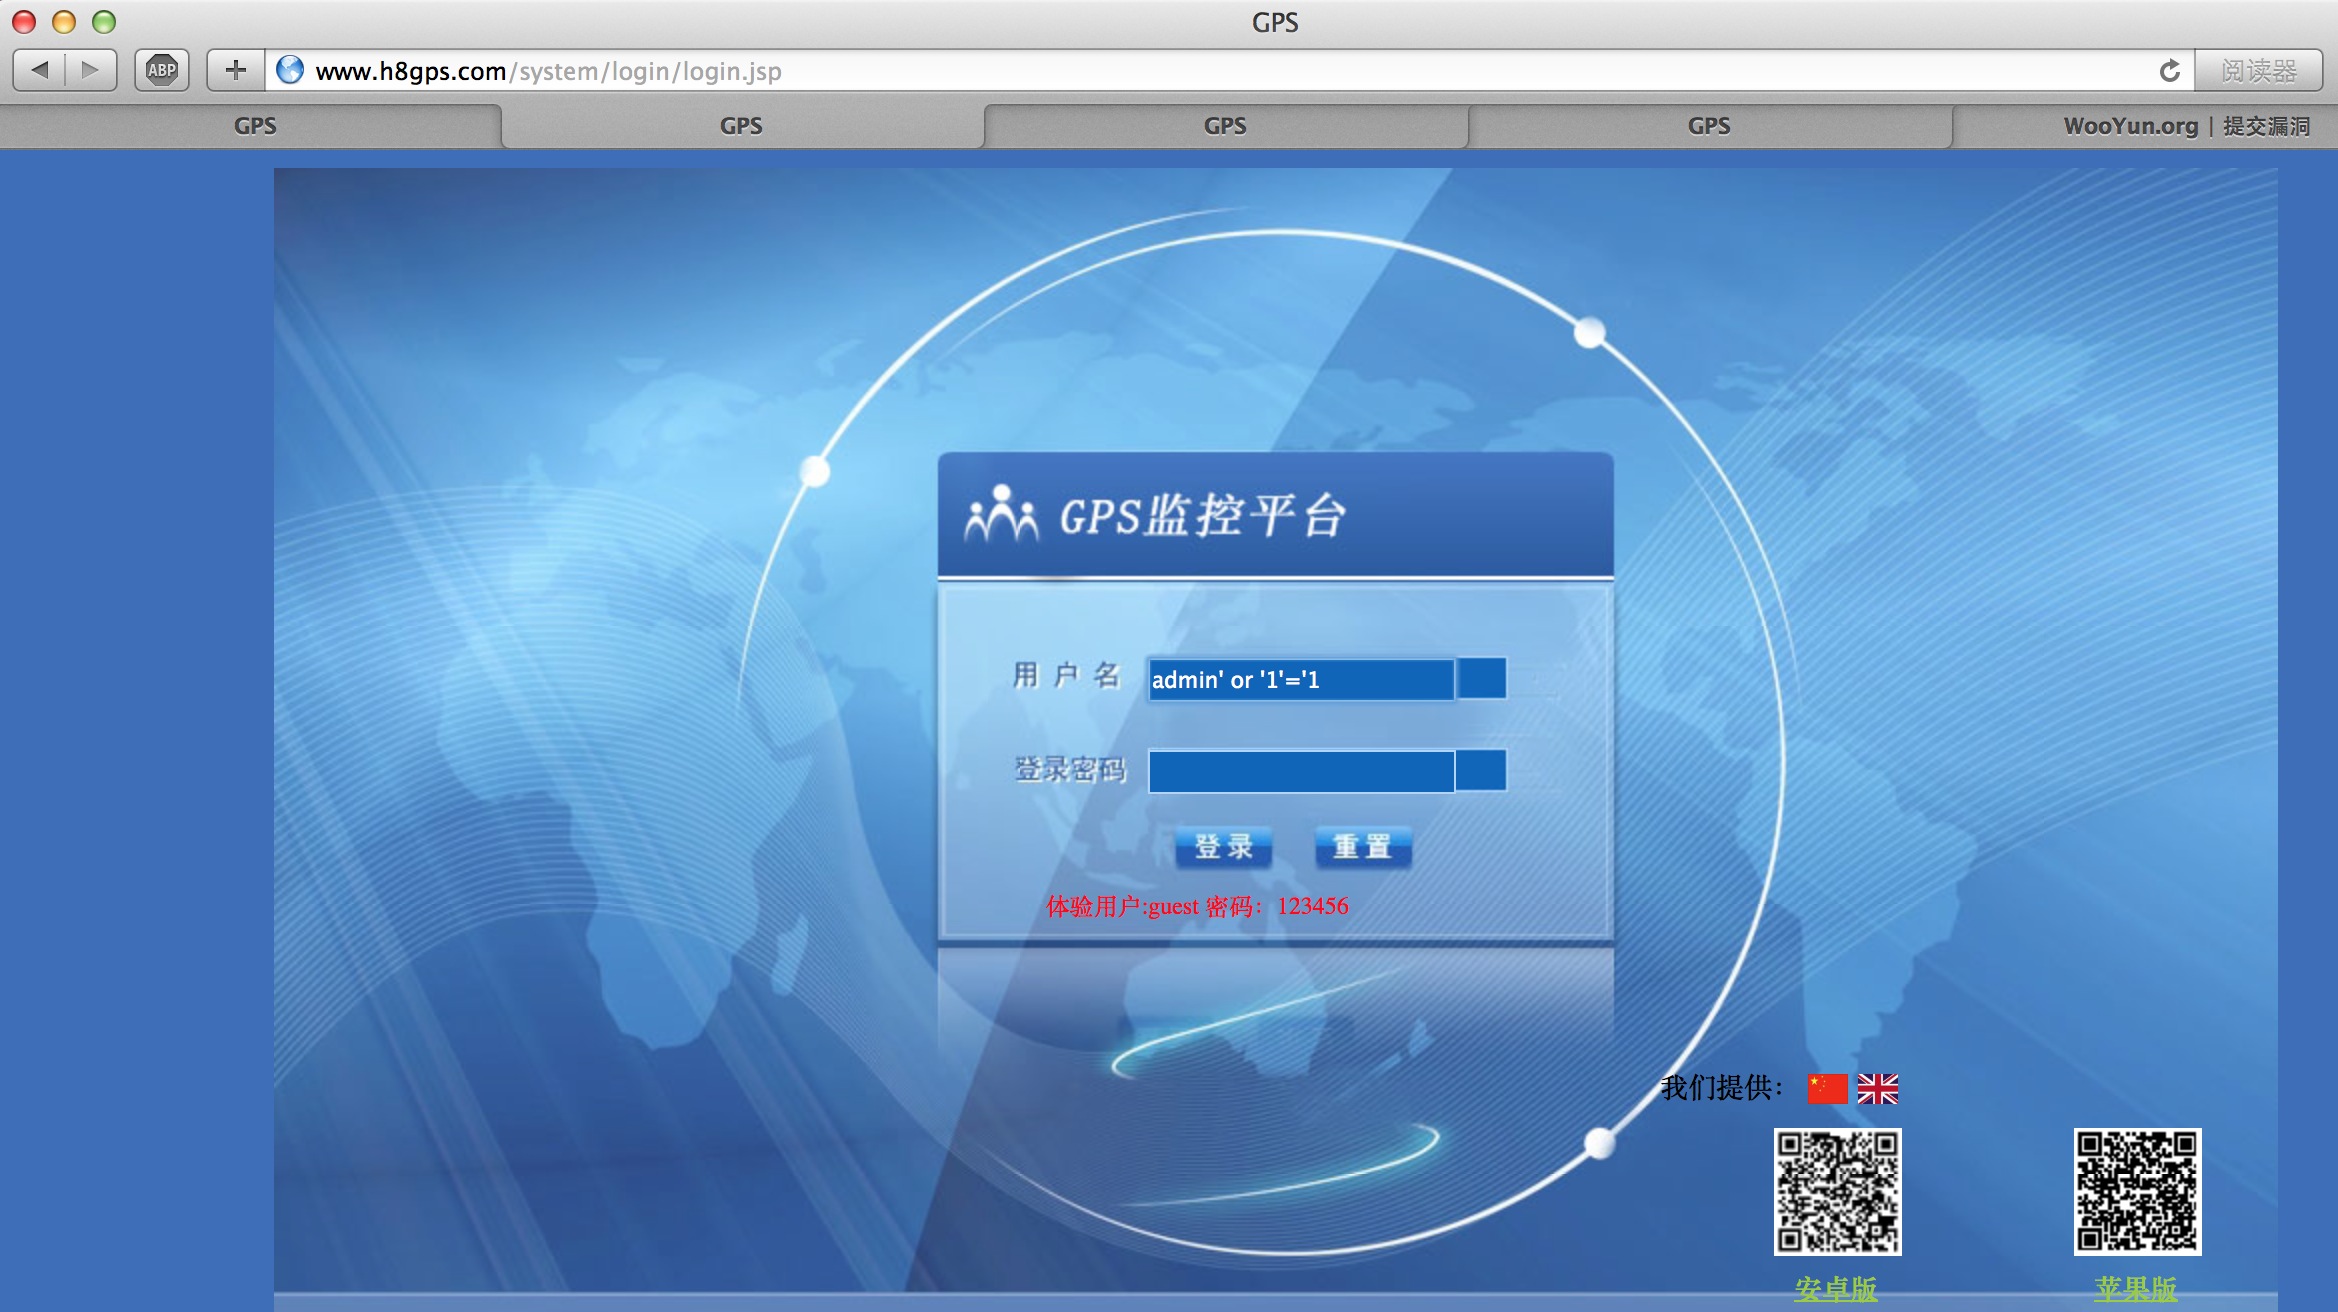 GPS
ABP
www.h8gps.com/system/login/login.jsp
阅读器
GPS
GPS
GPS
GPS
WooYun.org | 提交漏洞
GPS监控平台
用户名
admin' or '1'='1
登录密码
登录
重置
体验用户:guest 密码：123456
我们提供：
安卓版
苹果版